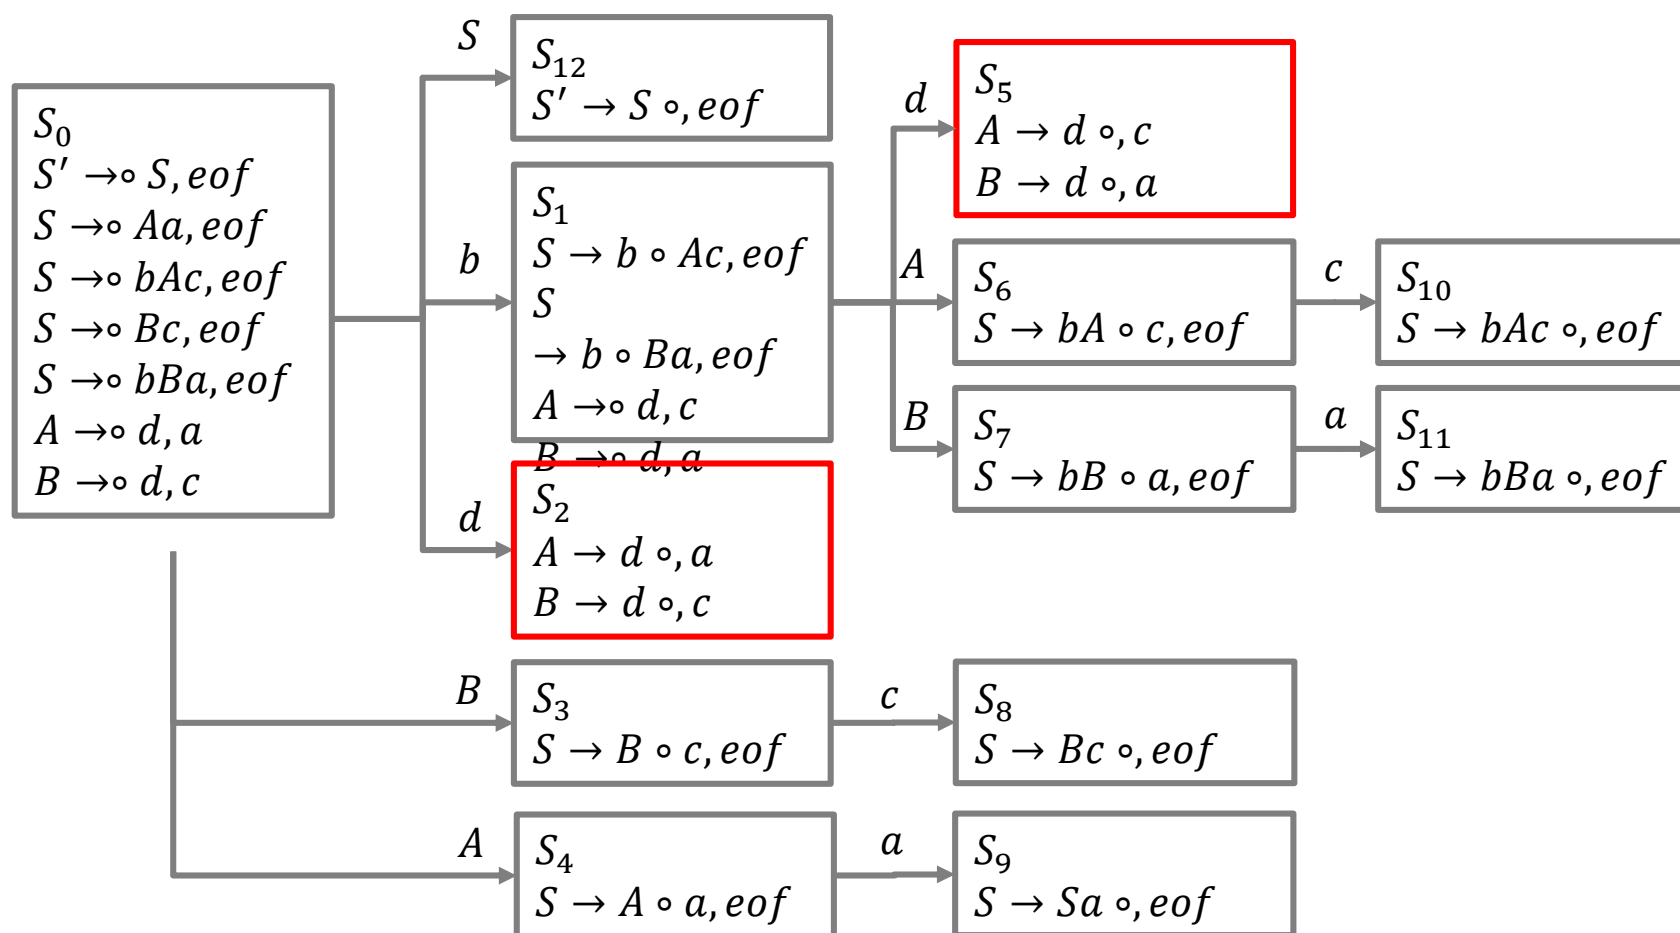 S₀
S′ →∘ S, eof
S →∘ Aa, eof
S →∘ bAc, eof
S →∘ Bc, eof
S →∘ bBa, eof
A →∘ d, a
B →∘ d, c
S
b
d
B
A
S₁₂
S′ → S ∘, eof
S₁
S → b ∘ Ac, eof
S
→ b ∘ Ba, eof
A →∘ d, c
B →∘ d, a
S₂
A → d ∘, a
B → d ∘, c
S₃
S → B ∘ c, eof
S₄
S → A ∘ a, eof
d
A
B
c
a
S₅
A → d ∘, c
B → d ∘, a
S₆
S → bA ∘ c, eof
S₇
S → bB ∘ a, eof
S₈
S → Bc ∘, eof
S₉
S → Sa ∘, eof
c
a
S₁₀
S → bAc ∘, eof
S₁₁
S → bBa ∘, eof